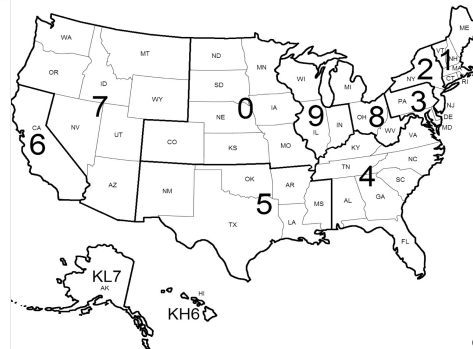 ME
WA
MT
ND
MN
VT
NH
1
OR
ID
SD
WI
MI
NY
2
MA
CT
RI
7
WY
0
IA
PA
3
NJ
NE
9
OH
8
DE
MD
CA
6
NV
UT
CO
KS
MO
IL
IN
WV
VA
KY
NC
TN
4
AZ
NM
OK
AR
SC
5
MS
AL
GA
TX
LA
FL
KL7
AK
HI
KH6